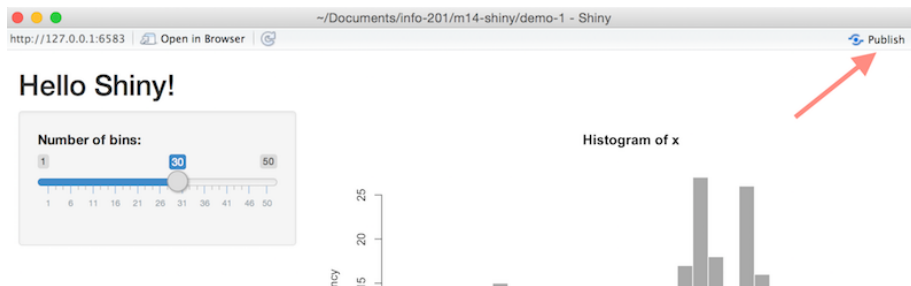 ~/Documents/info-201/m14-shiny/demo-1 - Shiny
http://127.0.0.1:6583 Open in Browser Publish
Hello Shiny!
Number of bins:
1 30 50
1 6 11 16 21 26 31 36 41 46 50
Histogram of x
25
20
15